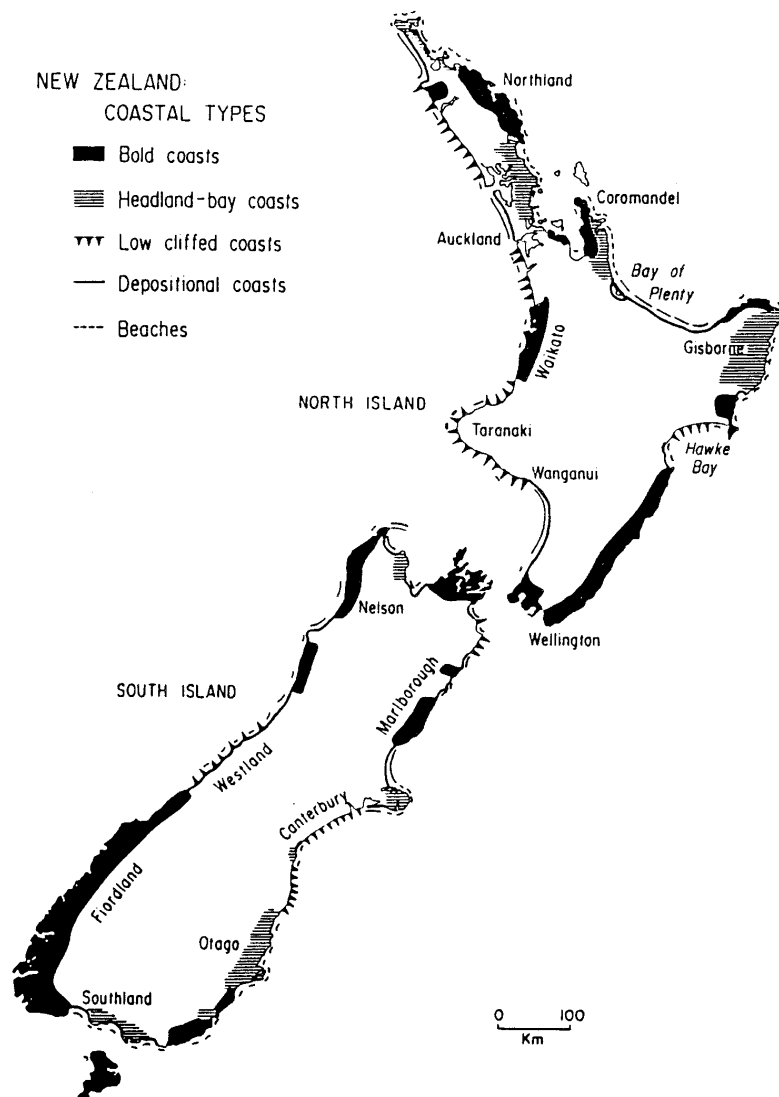 NEW ZEALAND:
COASTAL TYPES
Bold coasts
Headland-bay coasts
Low cliffed coasts
Depositional coasts
Beaches
Northland
Coromandel
Auckland
Bay of
Plenty
Gisborne
Waikato
NORTH ISLAND
Taranaki
Hawke
Bay
Wanganui
Nelson
Wellington
SOUTH ISLAND
Marlborough
Westland
Canterbury
Fiordland
Otago
Southland
0 100
Km